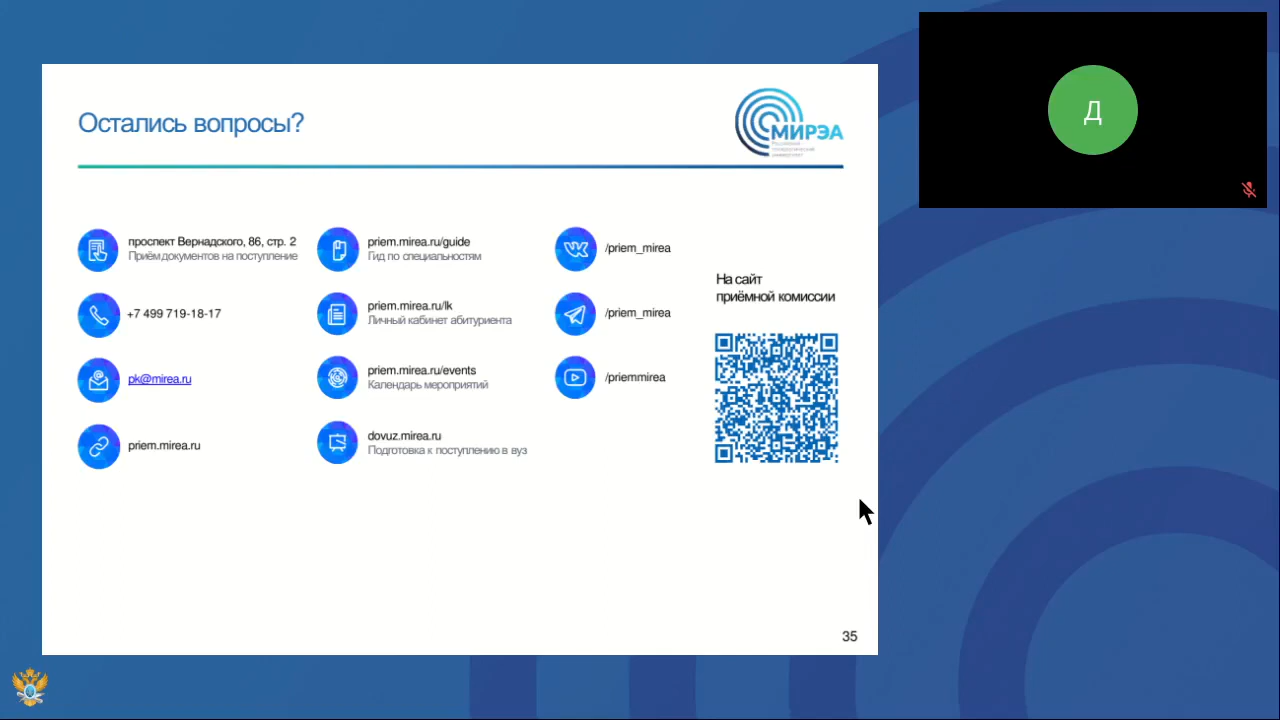 Остались вопросы?
МИРЭА
Российский
технологический
университет
проспект Вернадского, 86, стр. 2
Приём документов на поступление
+7 499 719-18-17
pk@mirea.ru
priem.mirea.ru
priem.mirea.ru/guide
Гид по специальностям
priem.mirea.ru/lk
Личный кабинет абитуриента
priem.mirea.ru/events
Календарь мероприятий
dovuz.mirea.ru
Подготовка к поступлению в вуз
/priem_mirea
/priem_mirea
/priemmirea
На сайт
приёмной комиссии
35
Д